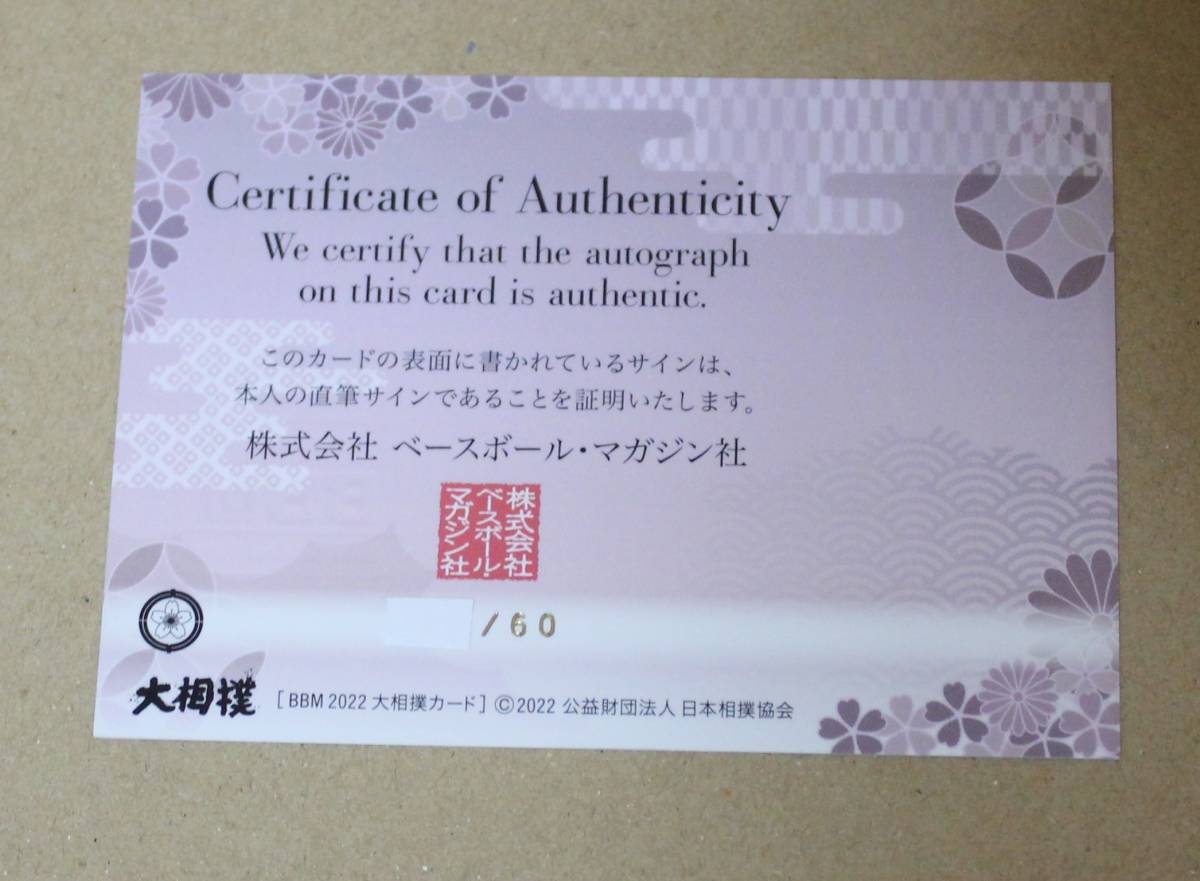 Certificate of Authenticity
We certify that the autograph
on this card is authentic.
このカードの表面に書かれているサインは、
本人の直筆サインであることを証明いたします。
株式会社 ベースボール・マガジン社
株式会社
ベースボール・
マガジン社
/60
大相撲
[BBM 2022 大相撲カード] ©2022 公益財団法人 日本相撲協会